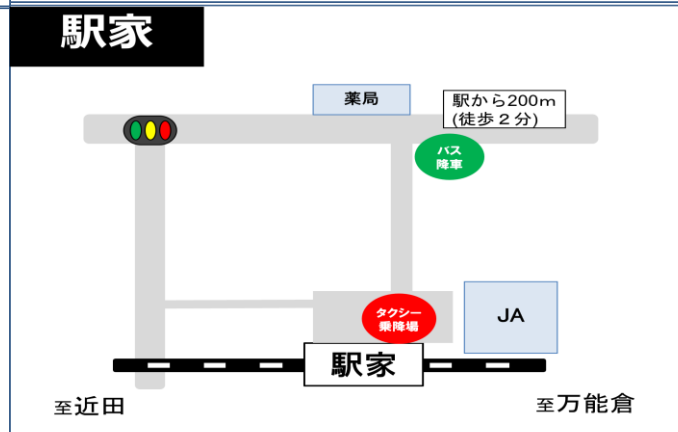 駅家
薬局
駅から200m
(徒歩２分)
バス
降車
タクシー
乗降場
JA
駅家
至近田
至万能倉